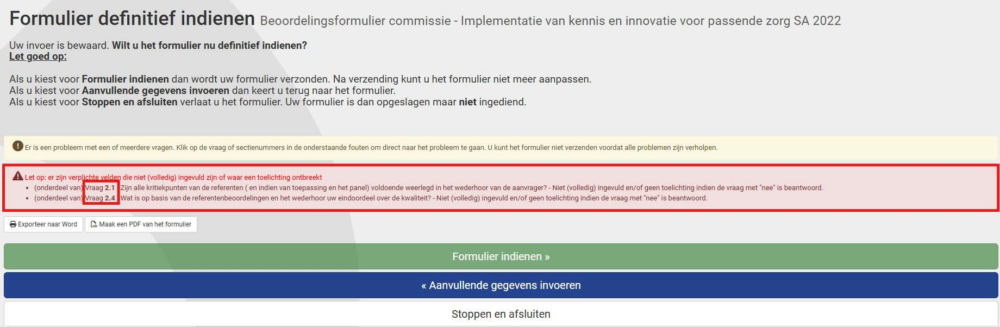 Formulier definitief indienen Beoordelingsformulier commissie - Implementatie van kennis en innovatie voor passende zorg SA 2022
Uw invoer is bewaard. Wilt u het formulier nu definitief indienen?
Let goed op:
Als u kiest voor Formulier indienen dan wordt uw formulier verzonden. Na verzending kunt u het formulier niet meer aanpassen.
Als u kiest voor Aanvullende gegevens invoeren dan keert u terug naar het formulier.
Als u kiest voor Stoppen en afsluiten verlaat u het formulier. Uw formulier is dan opgeslagen maar niet ingediend.
Er is een probleem met een of meerdere vragen. Klik op de vraag of sectienummers in de onderstaande fouten om direct naar het probleem te gaan. U kunt het formulier niet verzenden voordat alle problemen zijn verholpen.
Let op: er zijn verplichte velden die niet (volledig) ingevuld zijn of waar een toelichting ontbreekt
• (onderdeel van) Vraag 2.1 Zijn alle kritiekpunten van de referenten ( en indien van toepassing en het panel) voldoende weerlegd in het wederhoor van de aanvrager? - Niet (volledig) ingevuld en/of geen toelichting indien de vraag met "nee" is beantwoord.
• (onderdeel van) Vraag 2.4 Wat is op basis van de referentenbeoordelingen en het wederhoor uw eindoordeel over de kwaliteit? - Niet (volledig) ingevuld en/of geen toelichting indien de vraag met "nee" is beantwoord.
Exporteer naar Word Maak een PDF van het formulier
Formulier indienen »
« Aanvullende gegevens invoeren
Stoppen en afsluiten